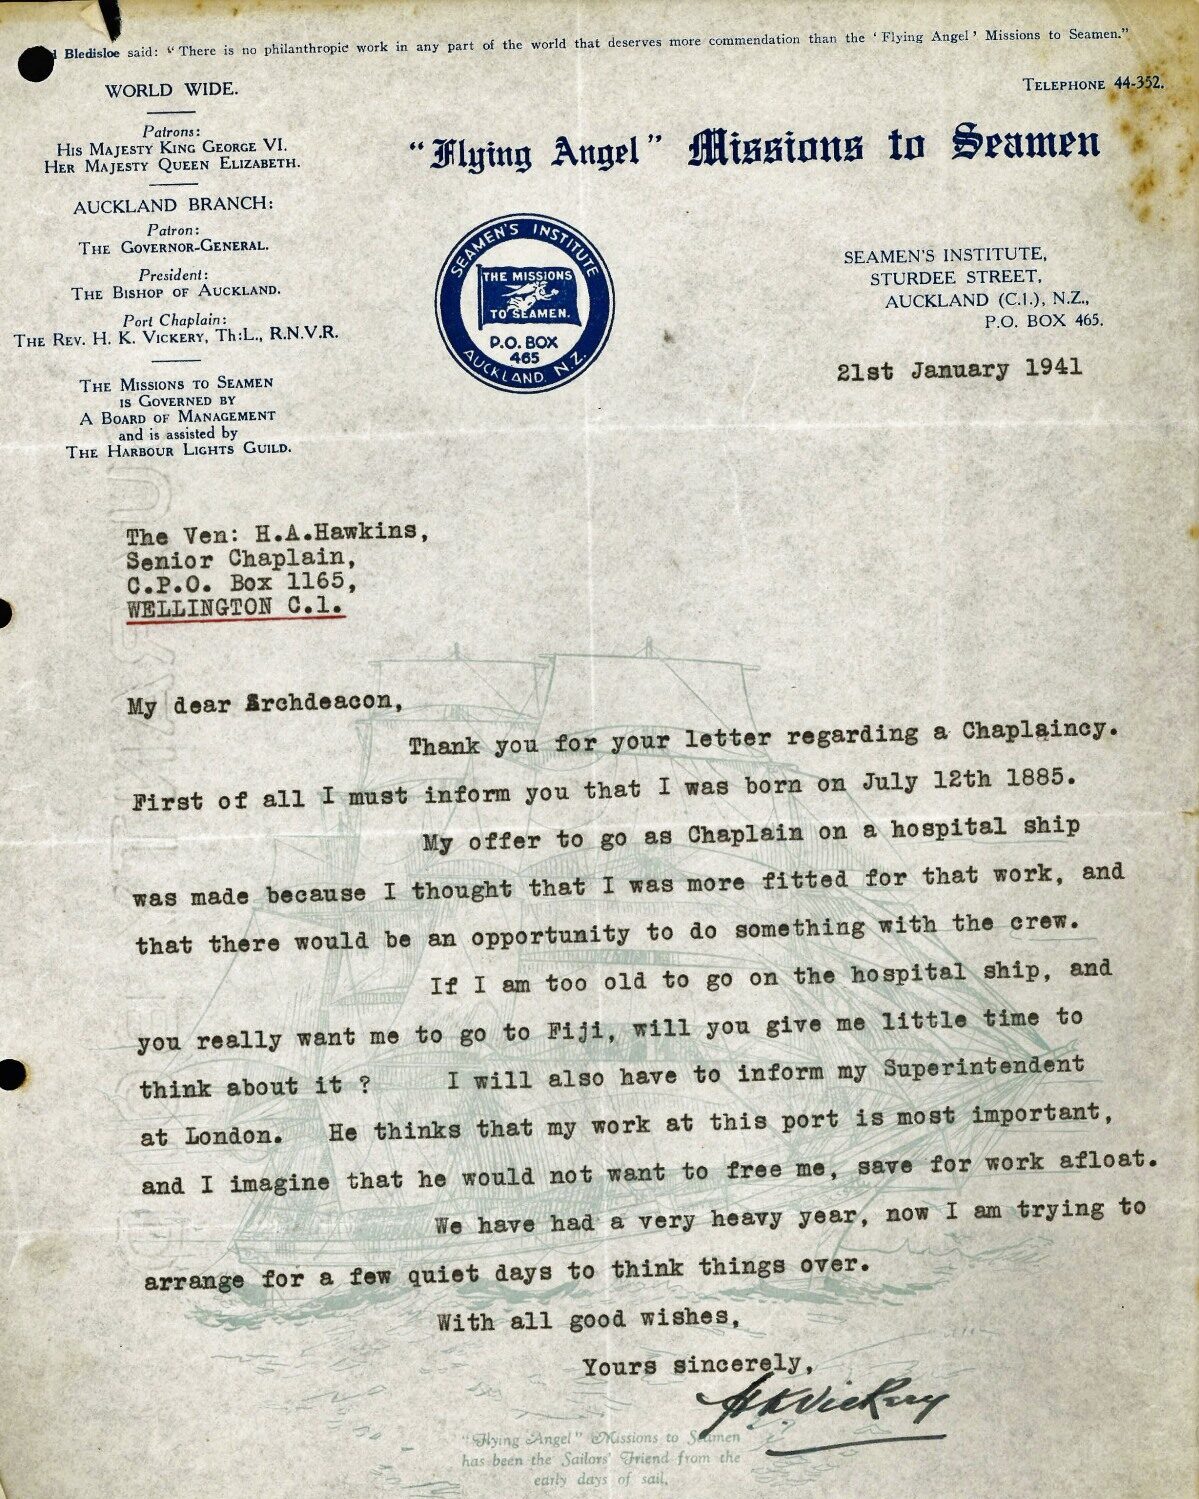 Bledisloe said: "There is no philanthropic work in any part of the world that deserves more commendation than the 'Flying Angel' Missions to Seamen."
WORLD WIDE.
Patrons:
HIS MAJESTY KING GEORGE VI.
HER MAJESTY QUEEN ELIZABETH.
AUCKLAND BRANCH:
Patron:
THE GOVERNOR-GENERAL.
President:
THE BISHOP OF AUCKLAND.
Port Chaplain:
THE REV. H. K. VICKERY, TH:L., R.N.V.R.
THE MISSIONS TO SEAMEN
IS GOVERNED BY
A BOARD OF MANAGEMENT
and is assisted by
THE HARBOUR LIGHTS GUILD.
TELEPHONE 44-352.
"Flying Angel" Missions to Seamen
SEAMEN'S INSTITUTE
THE MISSIONS
TO SEAMEN.
P.O. BOX
465
AUCKLAND. N.Z.
SEAMEN'S INSTITUTE,
STURDEE STREET,
AUCKLAND (C.I.), N.Z.,
P.O. BOX 465.
21st January 1941
The Ven: H.A.Hawkins,
Senior Chaplain,
C.P.O. Box 1165,
WELLINGTON C.1.
My dear Archdeacon,
Thank you for your letter regarding a Chaplaincy.
First of all I must inform you that I was born on July 12th 1885.
My offer to go as Chaplain on a hospital ship
was made because I thought that I was more fitted for that work, and
that there would be an opportunity to do something with the crew.
If I am too old to go on the hospital ship, and
you really want me to go to Fiji, will you give me little time to
think about it ? I will also have to inform my Superintendent
at London. He thinks that my work at this port is most important,
and I imagine that he would not want to free me, save for work afloat.
We have had a very heavy year, now I am trying to
arrange for a few quiet days to think things over.
With all good wishes,
Yours sincerely,
HKVickery
"Flying Angel" Missions to Seamen
has been the Sailors' Friend from the
early days of sail.